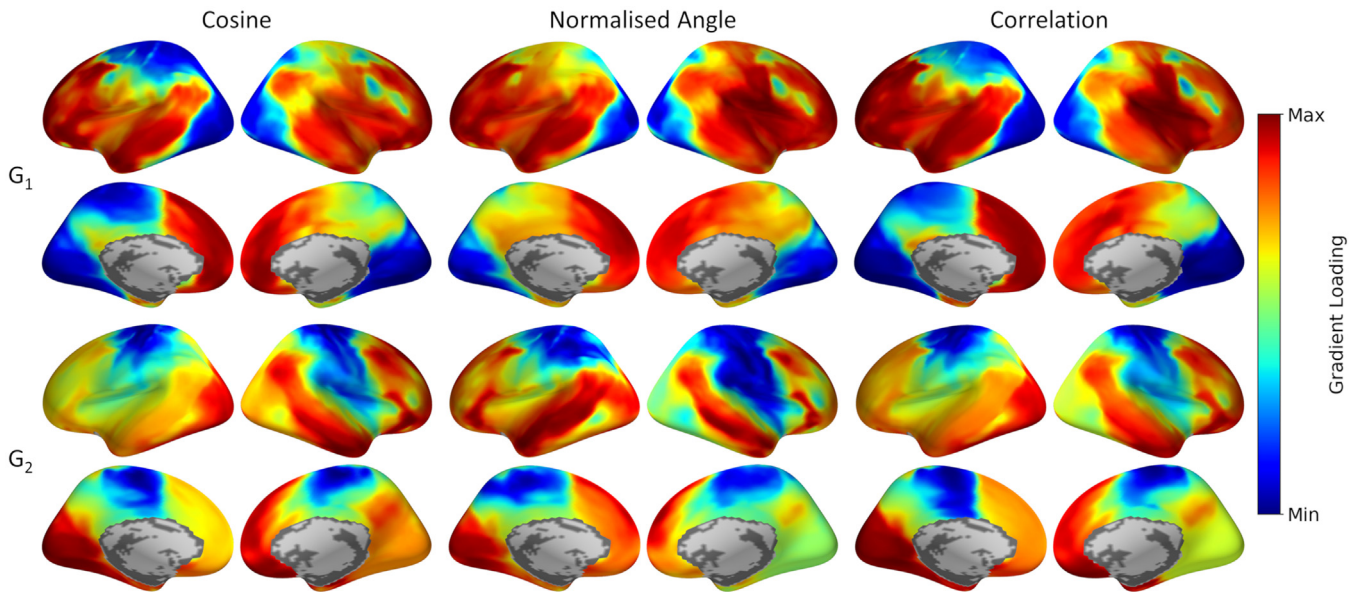 Cosine
Normalised Angle
Correlation
G1
G2
Max
Gradient Loading
Min